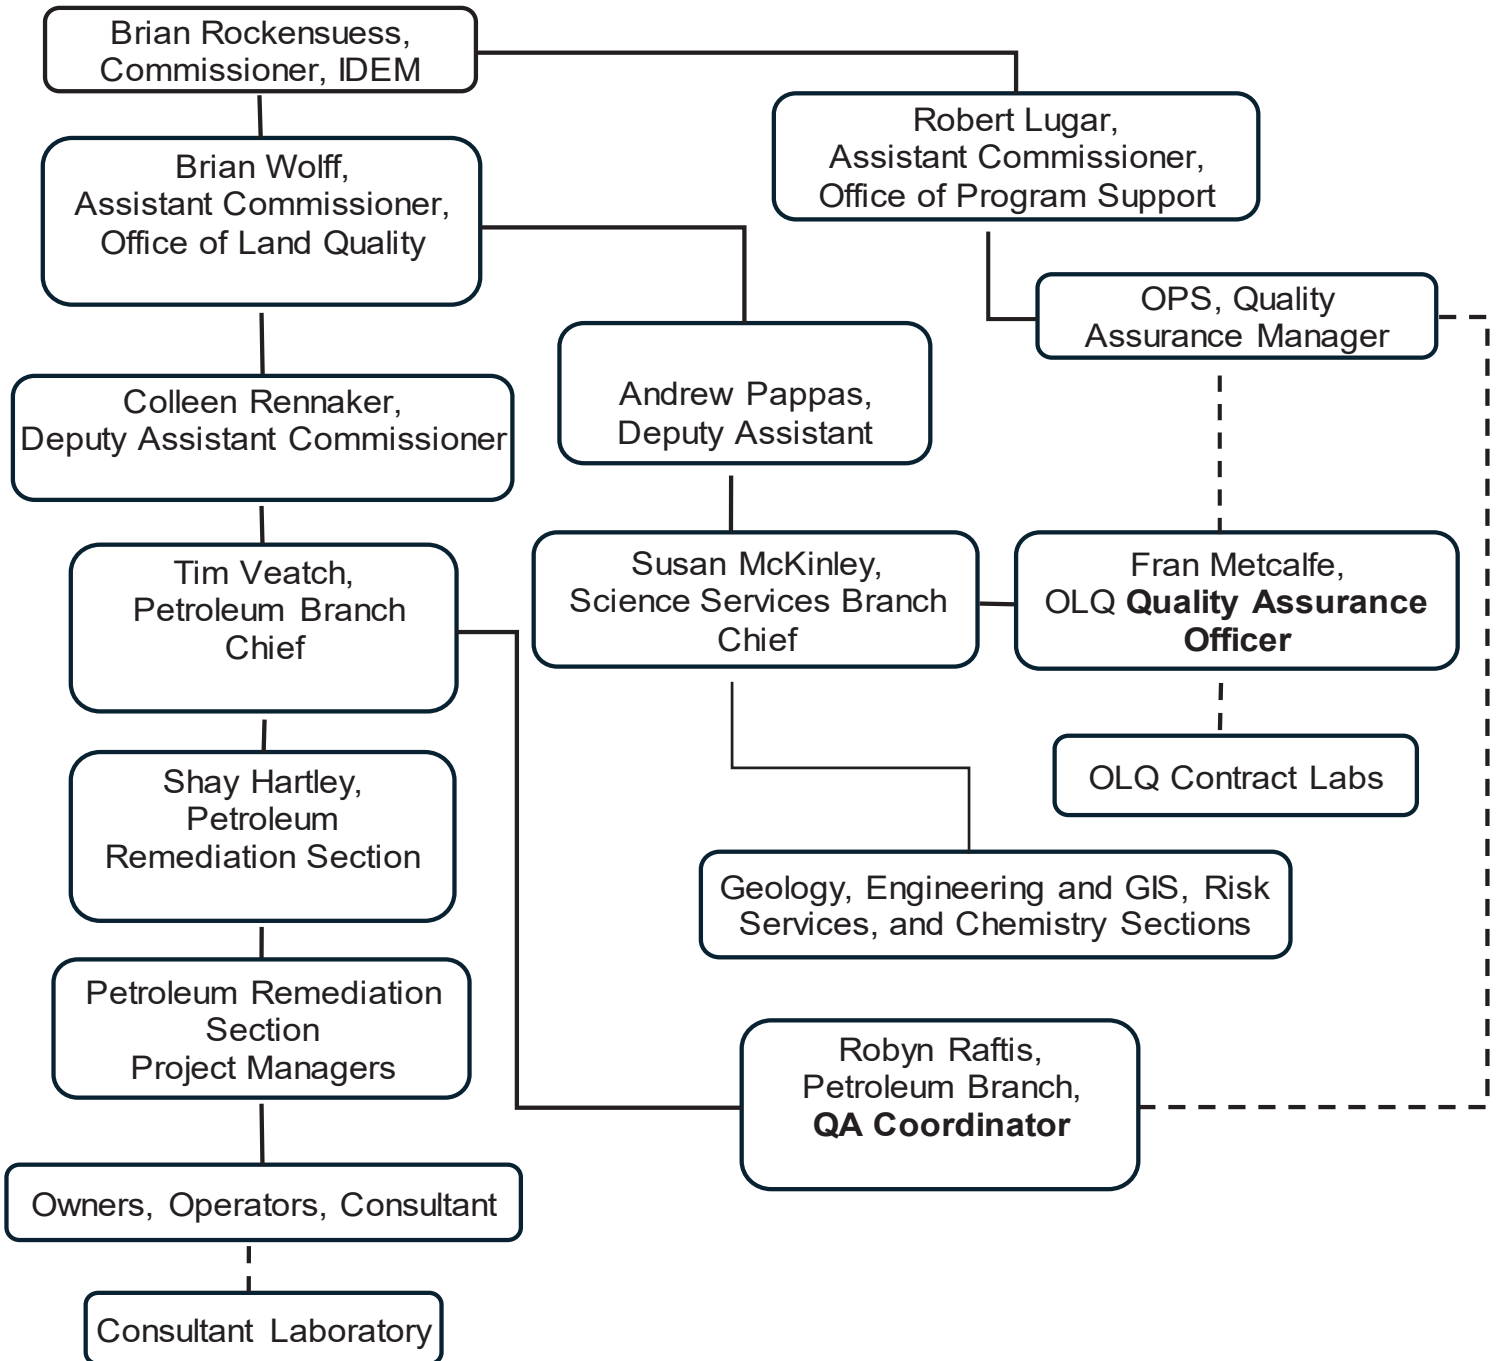 Brian Rockensuess,
Commissioner, IDEM
Robert Lugar,
Assistant Commissioner,
Office of Program Support
Brian Wolff,
Assistant Commissioner,
Office of Land Quality
OPS, Quality
Assurance Manager
Andrew Pappas,
Deputy Assistant
Colleen Rennaker,
Deputy Assistant Commissioner
Tim Veatch,
Petroleum Branch
Chief
Susan McKinley,
Science Services Branch
Chief
Fran Metcalfe,
OLQ Quality Assurance
Officer
OLQ Contract Labs
Shay Hartley,
Petroleum
Remediation Section
Geology, Engineering and GIS, Risk
Services, and Chemistry Sections
Petroleum Remediation
Section
Project Managers
Robyn Raftis,
Petroleum Branch,
QA Coordinator
Owners, Operators, Consultant
Consultant Laboratory